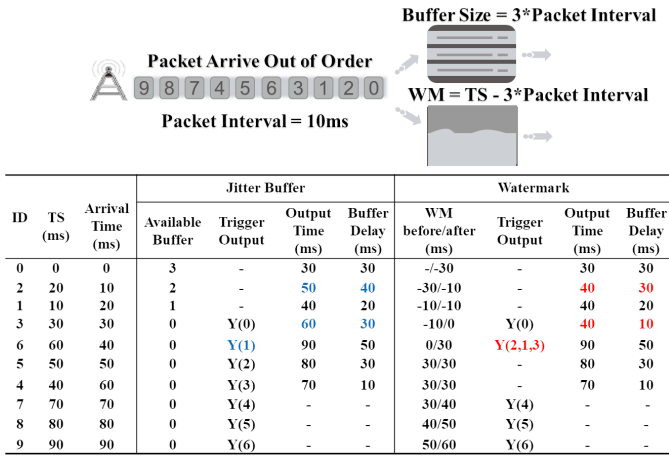 Buffer Size = 3*Packet Interval
Packet Arrive Out of Order
9 8 7 4 5 6 3 1 2 0
WM = TS - 3*Packet Interval
Packet Interval = 10ms
Jitter Buffer Watermark
ID TS (ms) Arrival Time (ms) Available Buffer Trigger Output Output Time (ms) Buffer Delay (ms) WM before/after (ms) Trigger Output Output Time (ms) Buffer Delay (ms)
0 0 0 3 - 30 30 -/-30 - 30 30
2 20 10 2 - 50 40 -30/-10 - 40 30
1 10 20 1 - 40 20 -10/-10 - 40 20
3 30 30 0 Y(0) 60 30 -10/0 Y(0) 40 10
6 60 40 0 Y(1) 90 50 0/30 Y(2,1,3) 90 50
5 50 50 0 Y(2) 80 30 30/30 - 80 30
4 40 60 0 Y(3) 70 10 30/30 - 70 10
7 70 70 0 Y(4) - - 30/40 Y(4) - -
8 80 80 0 Y(5) - - 40/50 Y(5) - -
9 90 90 0 Y(6) - - 50/60 Y(6) - -